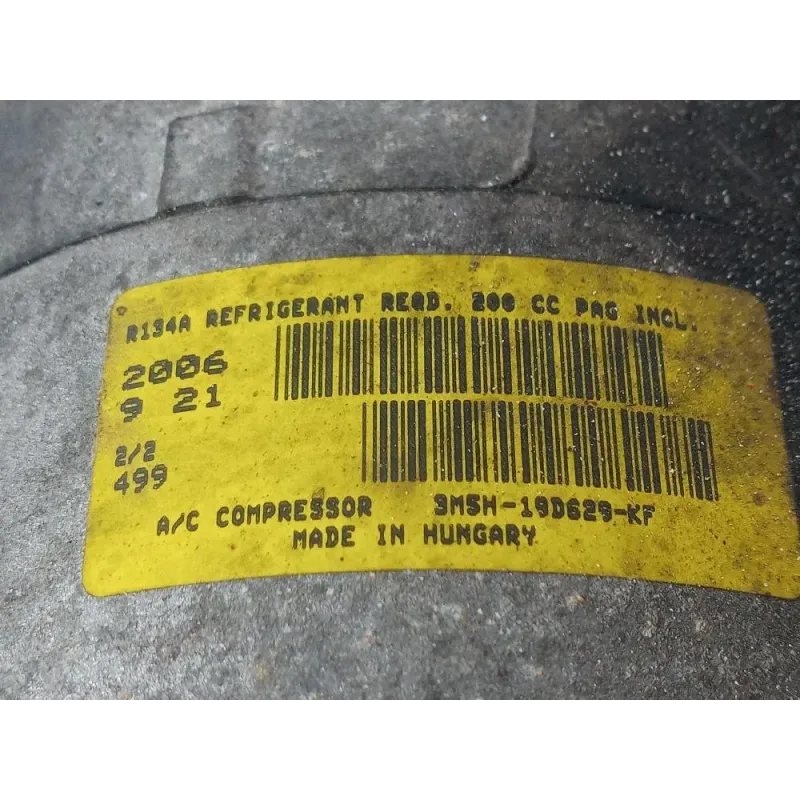 R134A REFRIGERANT REQD. 200 CC PAG INCL.
2006
9 21
2/2
499
A/C COMPRESSOR 3M5H-19D629-KF
MADE IN HUNGARY